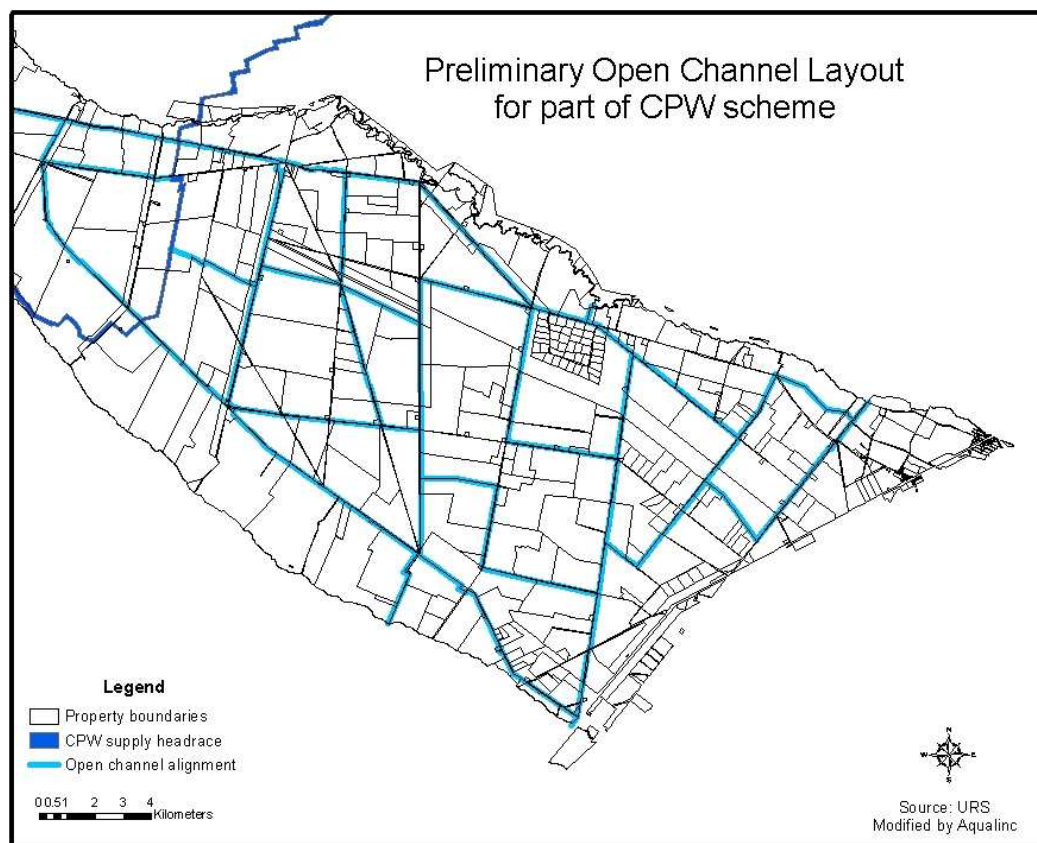 Preliminary Open Channel Layout
for part of CPW scheme
Legend
Property boundaries
CPW supply headrace
Open channel alignment
0 0.5 1 2 3 4
Kilometers
N
W E
S
Source: URS
Modified by Aqualinc